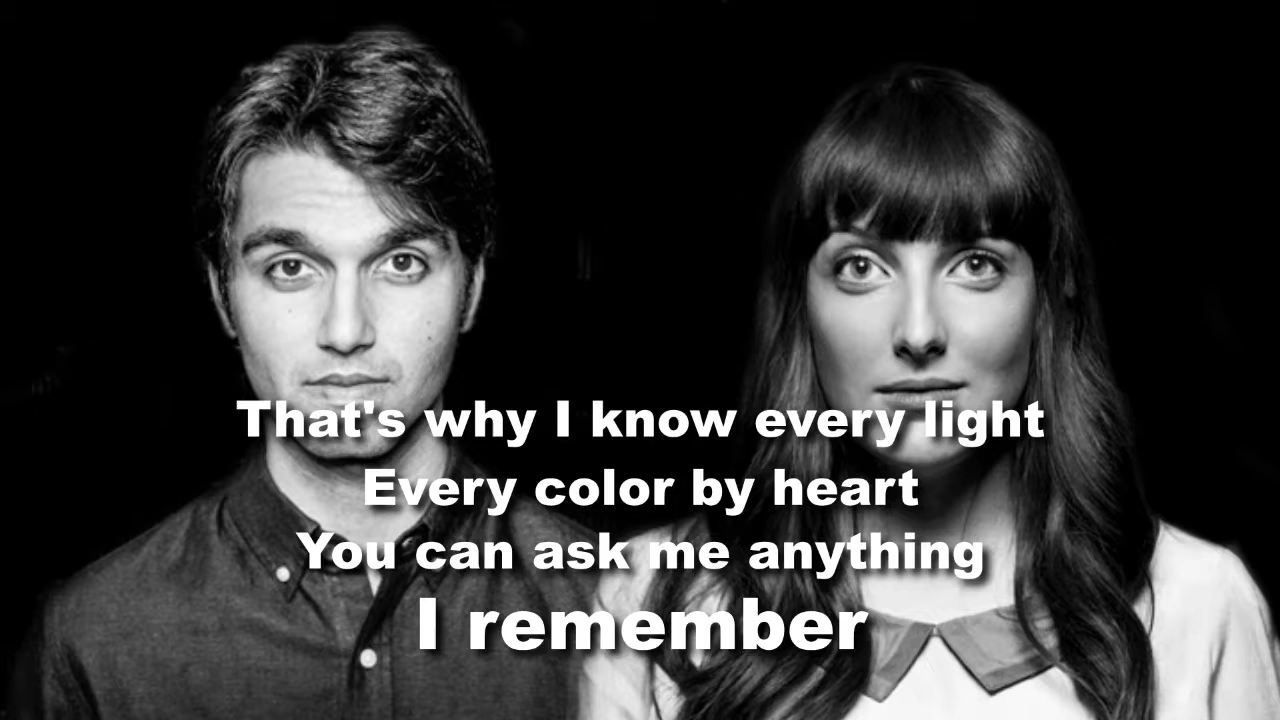 That's why I know every light
Every color by heart
You can ask me anything
I remember